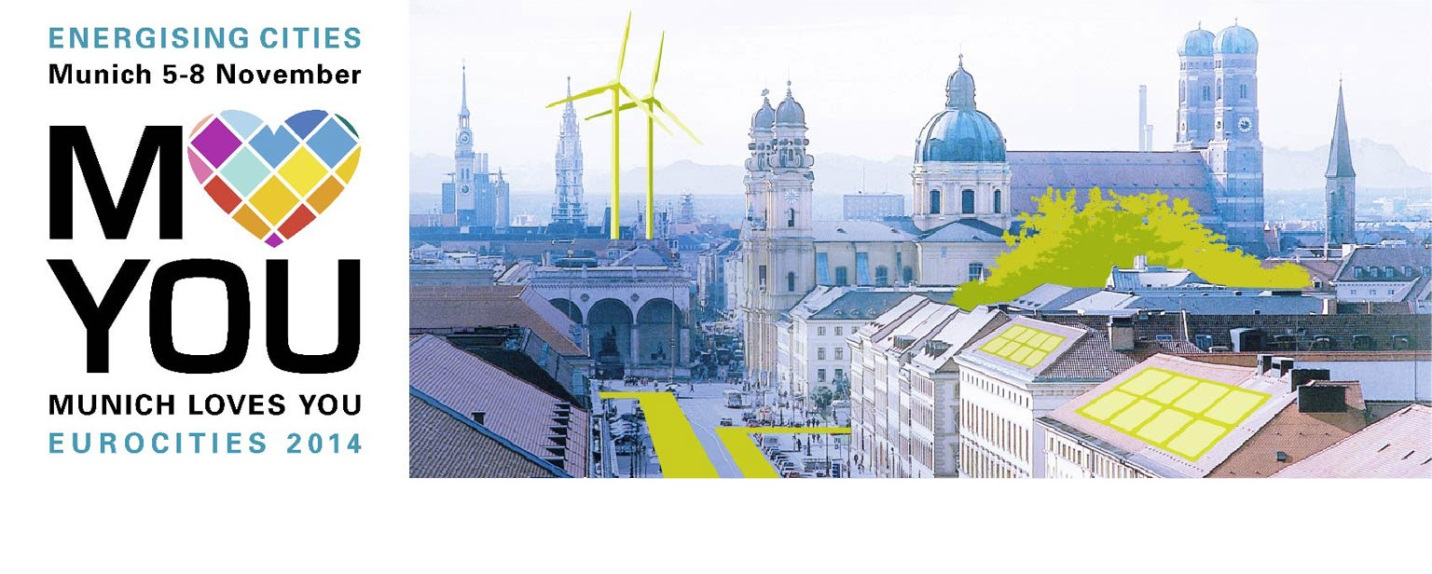 ENERGISING CITIES
Munich 5-8 November
M
YOU
MUNICH LOVES YOU
EUROCITIES 2014